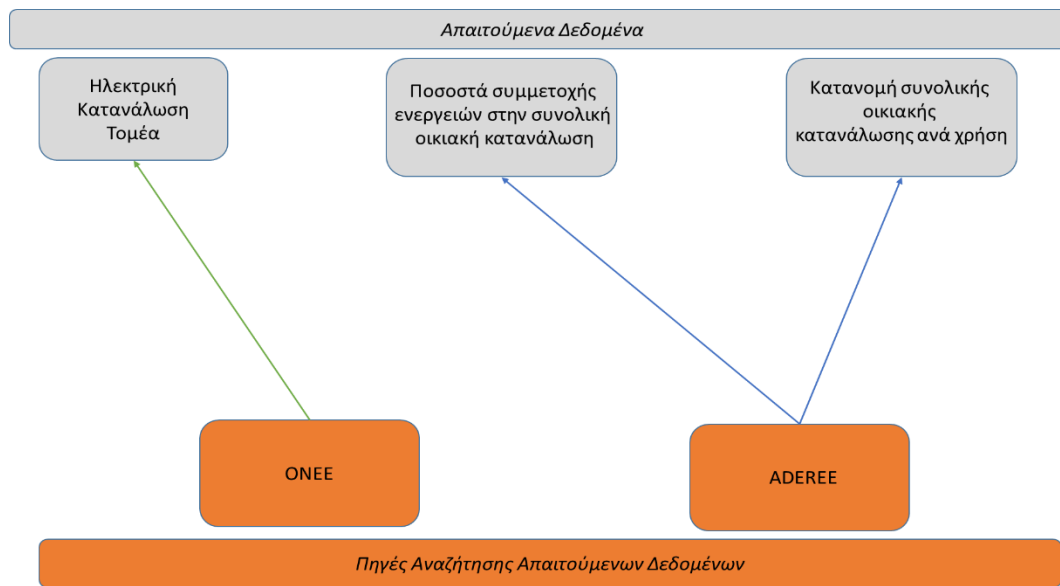 Απαιτούμενα Δεδομένα
Ηλεκτρική
Κατανάλωση
Τομέα
Ποσοστά συμμετοχής
ενεργειών στην συνολική
οικιακή κατανάλωση
Κατανομή συνολικής
οικιακής
κατανάλωσης ανά χρήση
ONEE
ADEREE
Πηγές Αναζήτησης Απαιτούμενων Δεδομένων